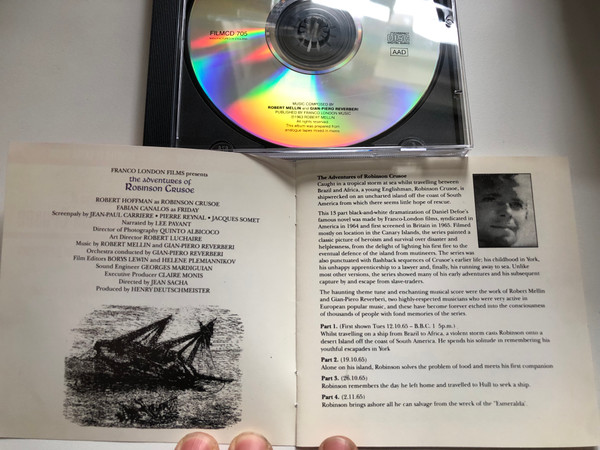 FILMCD 705
AAD
MUSIC COMPOSED BY
ROBERT MELLIN and GIAN PIERO REVERBERI
PUBLISHED BY FRANCO LONDON MUSIC
©1963 ROBERT MELLIN
All rights reserved
This album was prepared from
analogue tapes mixed in mono
FRANCO LONDON FILMS presents
the adventures of
ROBINSON CRUSOE
ROBERT HOFFMAN as ROBINSON CRUSOE
FABIAN CANALOS as FRIDAY
Screenpaly by JEAN-PAUL CARRIERE • PIERRE REYNAL • JACQUES SOMET
Narrated by LEE PAYANT
Director of Photography QUINTO ALBICOCO
Art Director ROBERT LUCHAIRE
Music by ROBERT MELLIN and GIAN-PIERO REVERBERI
Orchestra conducted by GIAN-PIERO REVERBERI
Film Editors BORYS LEWIN and HELENE PLEMIANNIKOV
Sound Engineer GEORGES MARDIGUIAN
Executive Producer CLAIRE MONIS
Directed by JEAN SACHA
Produced by HENRY DEUTSCHMEISTER
The Adventures of Robinson Crusoe
Caught in a tropical storm at sea whilst travelling between
Brazil and Africa, a young Englishman, Robinson Crusoe, is
shipwrecked on an uncharted island off the coast of South
America from which there seems little hope of rescue.
This 13 part black-and-white dramatization of Daniel Defoe's
famous novel was made by Franco-London films, syndicated in
America in 1964 and first screened in Britain in 1965. Filmed
mostly on location in the Canary Islands, the series painted a
classic picture of heroism and survival over disaster and
helplessness, from the delight of lighting his first fire to the
eventual defence of the island from mutineers. The series was
also punctuated with flashback sequences of Crusoe's earlier life; his childhood in York,
his unhappy apprenticeship to a lawyer and, finally, his running away to sea. Unlike
most other versions, the series showed many of his early adventures and his subsequent
capture by and escape from slave-traders.
The haunting theme tune and enchanting musical score were the work of Robert Mellin
and Gian-Piero Reverberi, two highly-respected musicians who were very active in
European popular music, and these have become forever etched into the consciousness
of thousands of people with fond memories of the series.
Part 1. (First shown Tues 12.10.65 – B.B.C. 1 5p.m.)
Whilst travelling on a ship from Brazil to Africa, a violent storm casts Robinson onto a
desert Island off the coast of South America. He spends his solitude in remembering his
youthful escapades in York
Part 2. (19.10.65)
Alone on his island, Robinson solves the problem of food and meets his first companion
Part 3. (26.10.65)
Robinson remembers the day he left home and travelled to Hull to seek a ship.
Part 4. (2.11.65)
Robinson brings ashore all he can salvage from the wreck of the 'Esmeralda'.